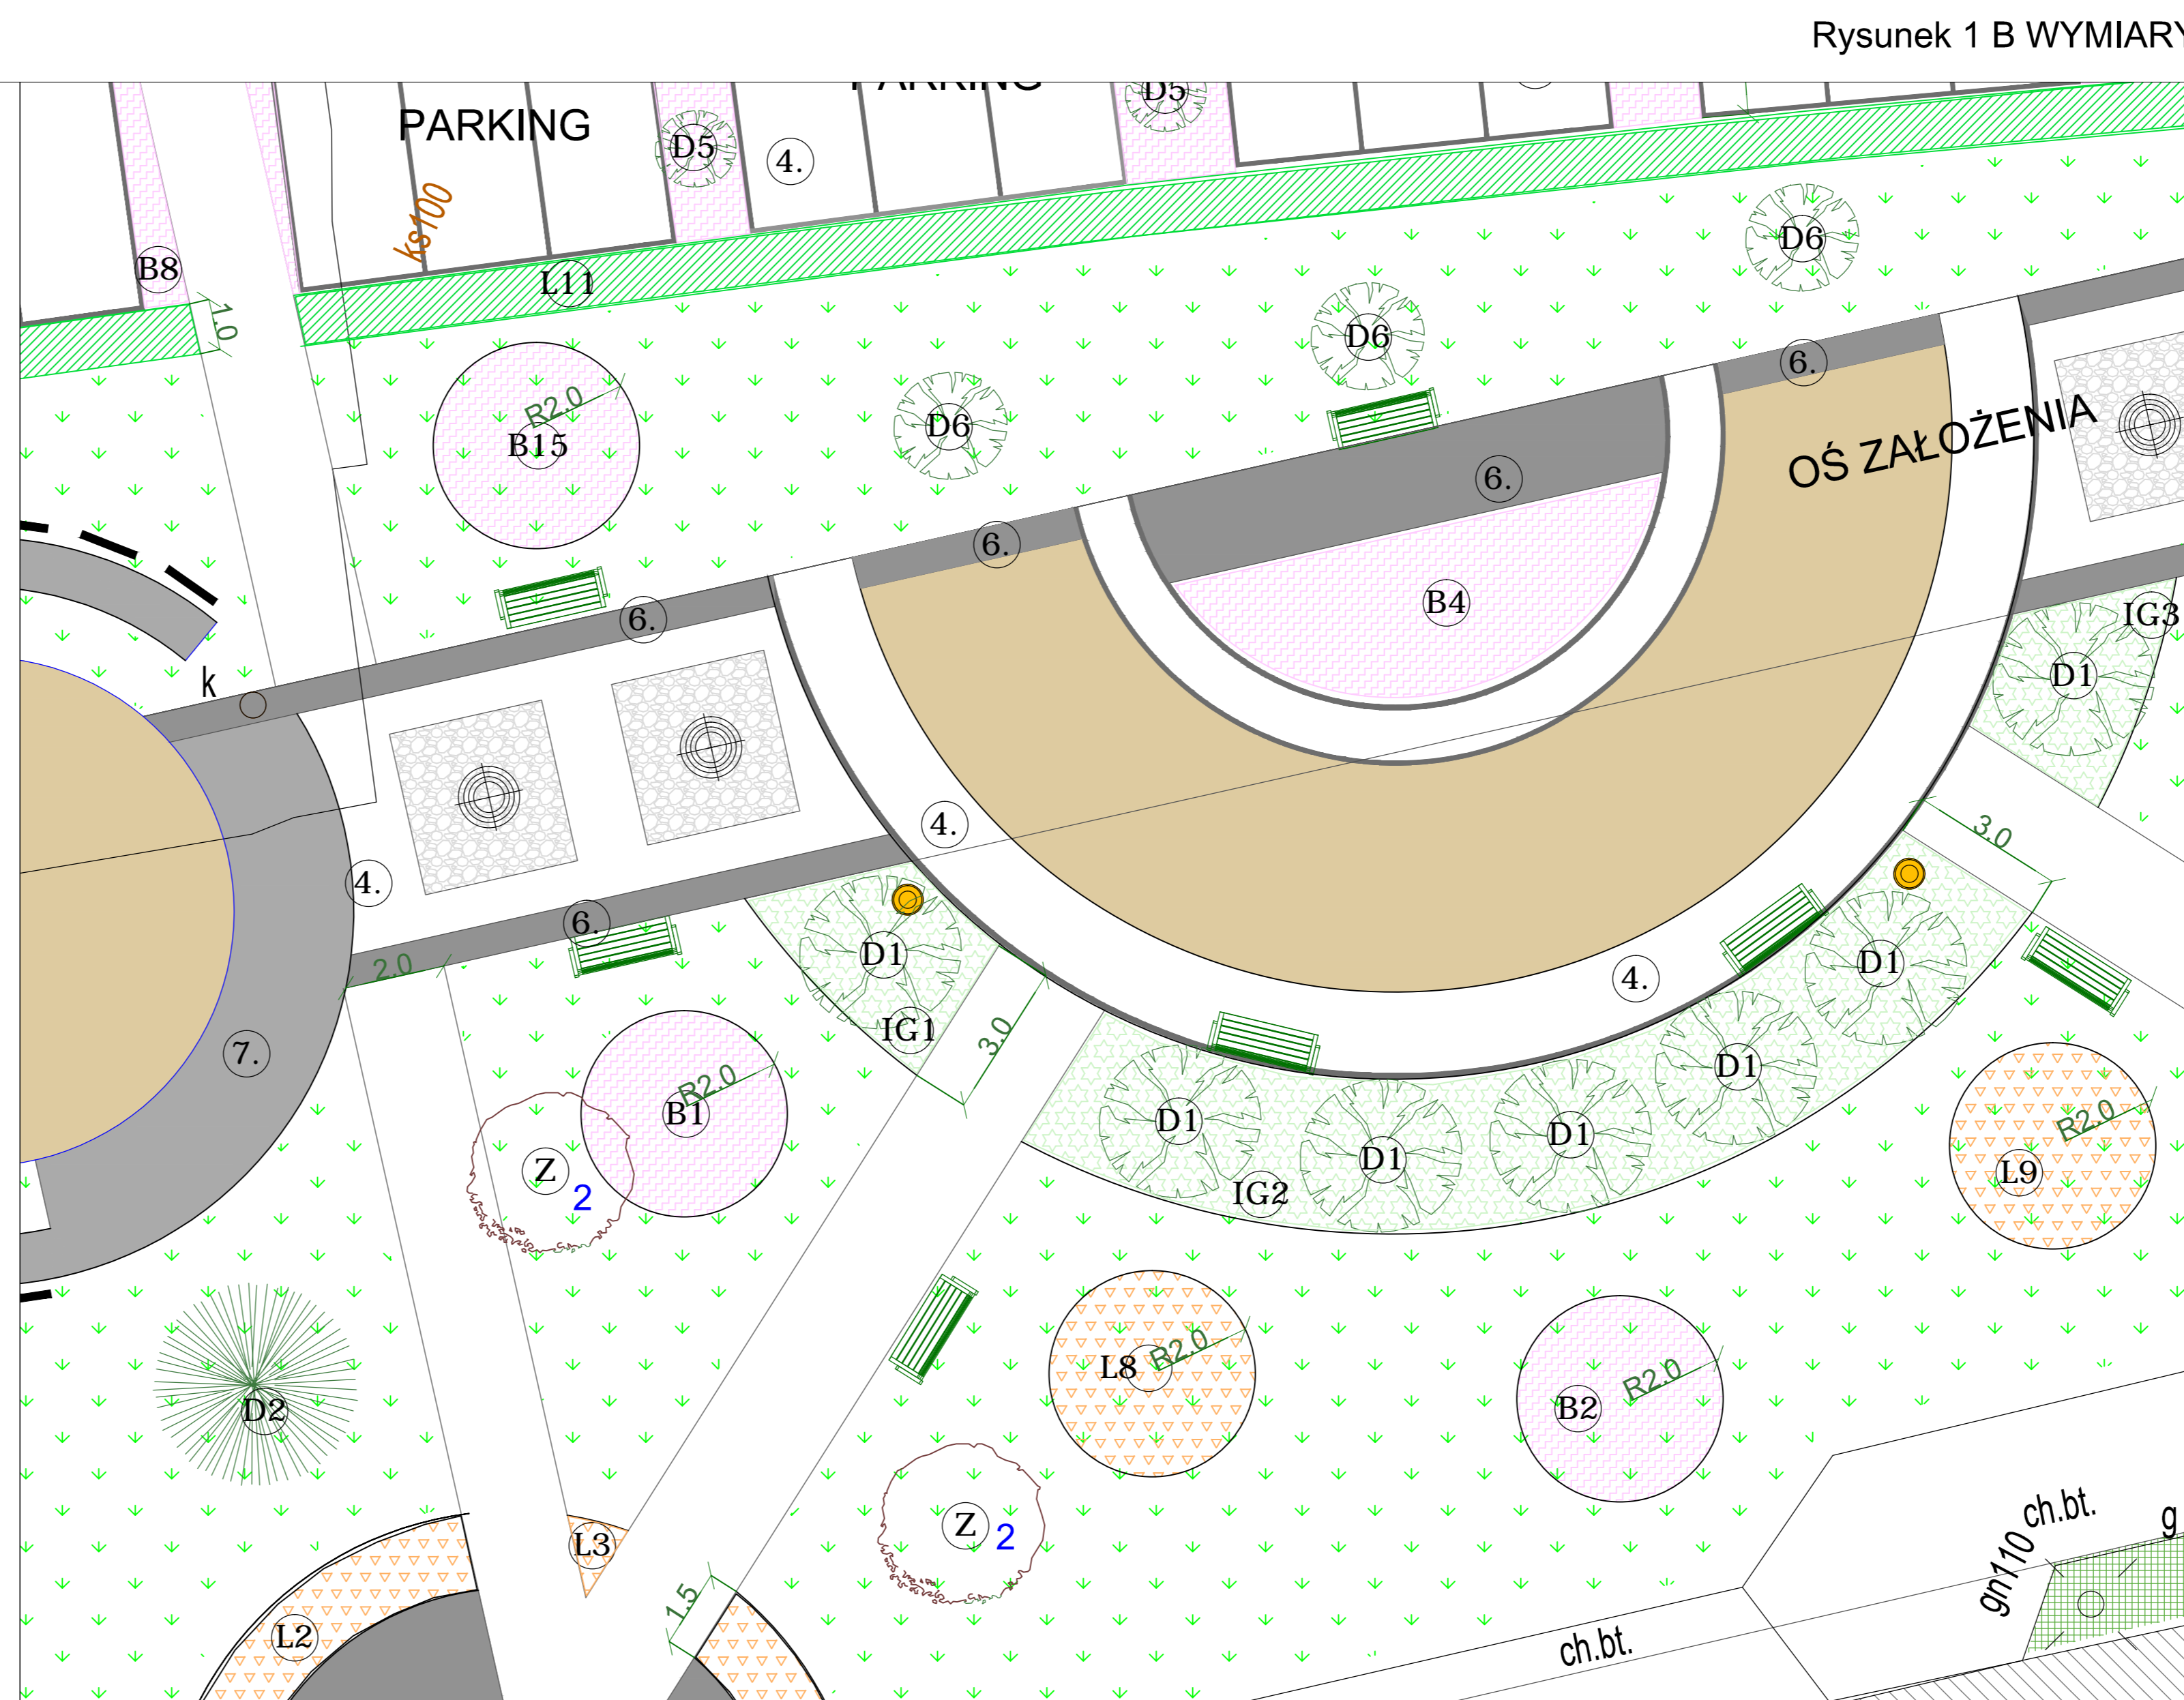 Rysunek 1 B WYMIARY
PARKING
PARKING
D5
D5
4.
ks100
B8
L11
1.0
D6
D6
D6
R2.0
B15
6.
OŚ ZAŁOŻENIA
6.
6.
6.
B4
IG3
D1
k
4.
3.0
4.
6.
2.0
D1
IG1
3.0
4.
D1
D1
D1
D1
D1
IG2
7.
R2.0
B1
Z
2
R2.0
L9
R2.0
L8
R2.0
B2
D2
Z
2
L3
1.5
L2
ch.bt.
g
gn110
ch.bt.